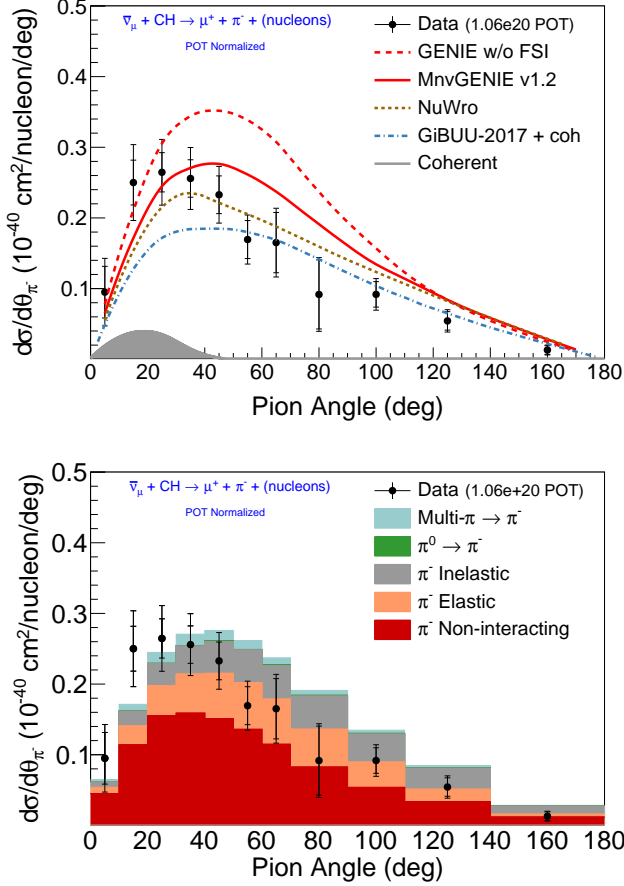 0.5
ν̄μ + CH → μ⁺ + π⁻ + (nucleons)
POT Normalized
Data (1.06e20 POT)
GENIE w/o FSI
MnvGENIE v1.2
NuWro
GiBUU-2017 + coh
Coherent
0.4
0.3
0.2
0.1
dσ/dθπ⁻ (10⁻⁴⁰ cm²/nucleon/deg)
0 20 40 60 80 100 120 140 160 180
Pion Angle (deg)
0.5
ν̄μ + CH → μ⁺ + π⁻ + (nucleons)
POT Normalized
Data (1.06e+20 POT)
Multi-π → π⁻
π⁰ → π⁻
π⁻ Inelastic
π⁻ Elastic
π⁻ Non-interacting
0.4
0.3
0.2
0.1
dσ/dθπ⁻ (10⁻⁴⁰ cm²/nucleon/deg)
0 20 40 60 80 100 120 140 160 180
Pion Angle (deg)